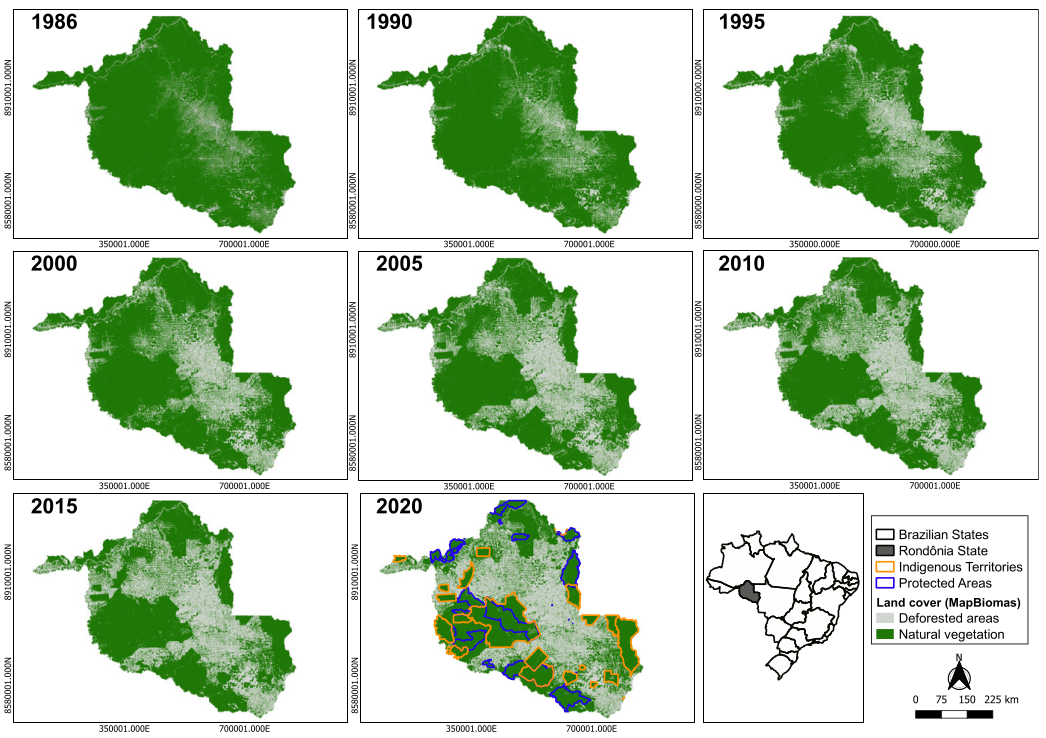 1986
1990
1995
8910001.000N
8580001.000N
350001.000E
700001.000E
8910001.000N
8580001.000N
350001.000E
700001.000E
8910000.000N
8580000.000N
350000.000E
700000.000E
2000
2005
2010
8910001.000N
8580001.000N
350001.000E
700001.000E
8910001.000N
8580001.000N
350001.000E
700001.000E
8910001.000N
8580001.000N
350001.000E
700001.000E
2015
2020
8910001.000N
8580001.000N
350001.000E
700001.000E
8910001.000N
8580001.000N
350001.000E
700001.000E
Brazilian States
Rondônia State
Indigenous Territories
Protected Areas
Land cover (MapBiomas)
Deforested areas
Natural vegetation
N
0 75 150 225 km